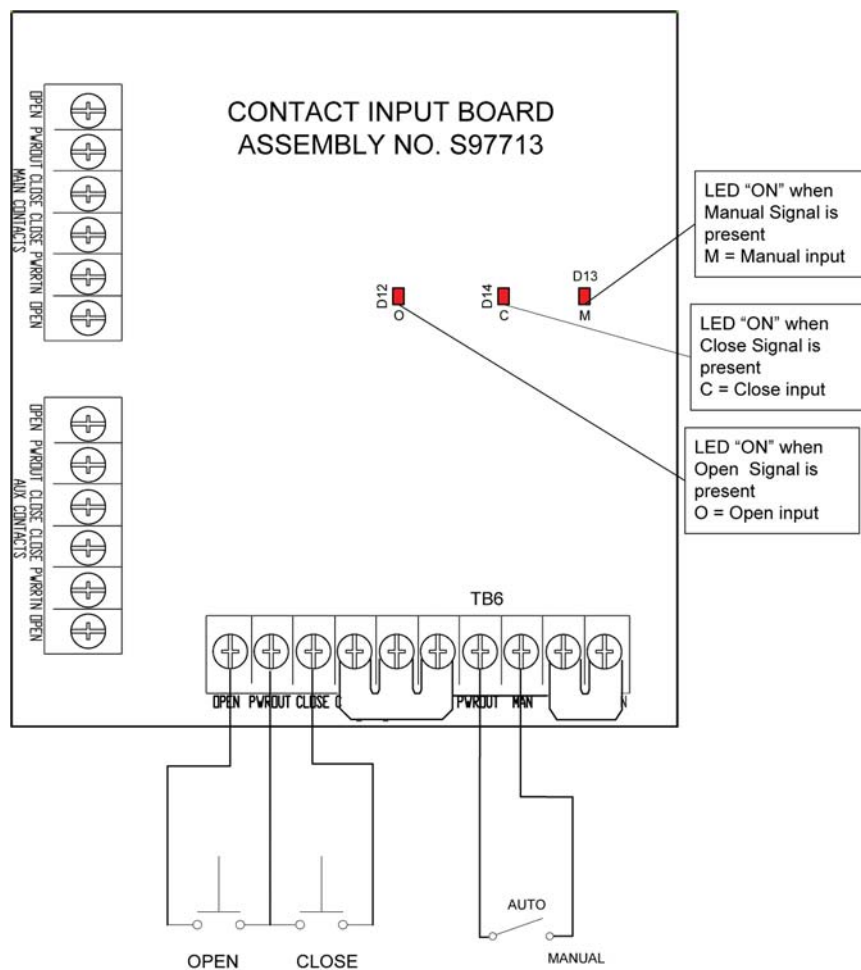 CONTACT INPUT BOARD
ASSEMBLY NO. S97713
OPEN PWROUT CLOSE CLOSE PWRRTN OPEN
MAIN CONTACTS
OPEN PWROUT CLOSE CLOSE PWRRTN OPEN
AUX CONTACTS
D12
O
D14
C
D13
M
LED “ON” when
Manual Signal is
present
M = Manual input
LED “ON” when
Close Signal is
present
C = Close input
LED “ON” when
Open Signal is
present
O = Open input
TB6
OPEN PWROUT CLOSE PWROUT MAN
OPEN
CLOSE
AUTO
MANUAL